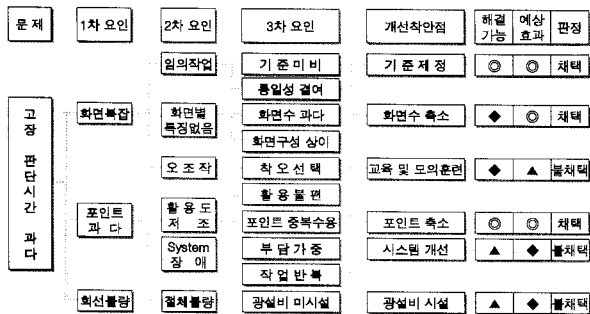 문 제 1차 요인 2차 요인 3차 요인 개선착안점 해결 가능 예상 효과 판정
고장 판단시간 과다
임의작업 기 준 미 비 기 준 제 정 ◎ ◎ 채택
통일성 결여
화면복잡 화면별 특징없음 화면수 과다 화면수 축소 ◆ ◎ 채택
화면구성 상이
오 조 작 착 오 선 택 교육 및 모의훈련 ◆ ▲ 불채택
활 용 불 편
포인트 과 다 활 용 도 저 조 포인트 중복수용 포인트 축소 ◎ ◎ 채택
System 장 애 부 담 가 중 시스템 개선 ▲ ◆ 불채택
작 업 반 복
회선불량 절체불량 광설비 미시설 광설비 시설 ▲ ◆ 불채택